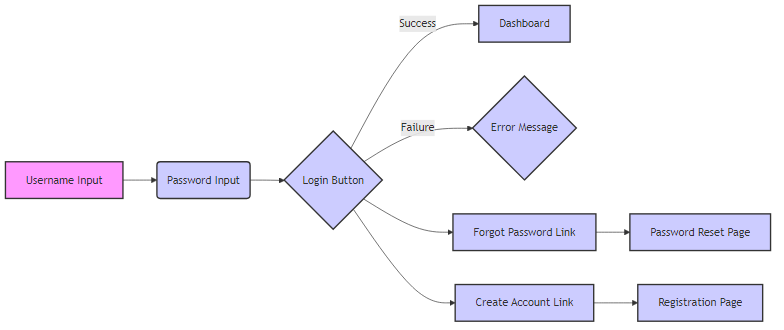 Success
Dashboard
Failure
Error Message
Username Input
Password Input
Login Button
Forgot Password Link
Password Reset Page
Create Account Link
Registration Page